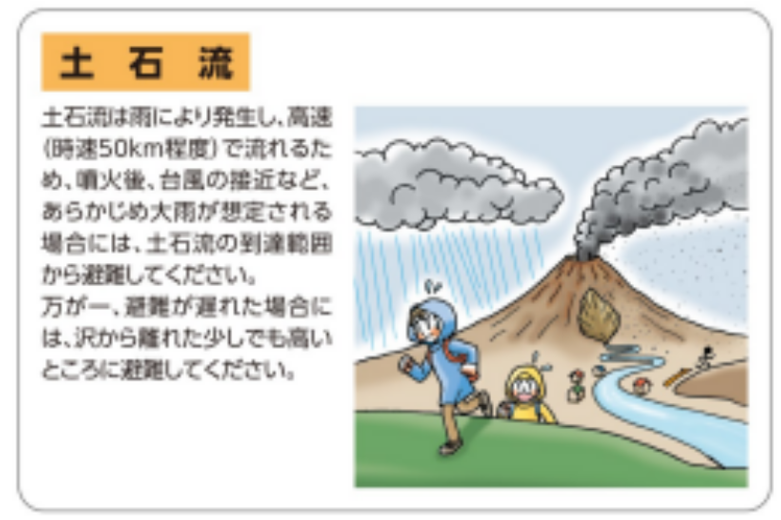 土石流
土石流は雨により発生し、高速
(時速50km程度)で流れるた
め、噴火後、台風の接近など、
あらかじめ大雨が想定される
場合には、土石流の到達範囲
から避難してください。
万が一、避難が遅れた場合に
は、沢から離れた少しでも高い
ところに避難してください。